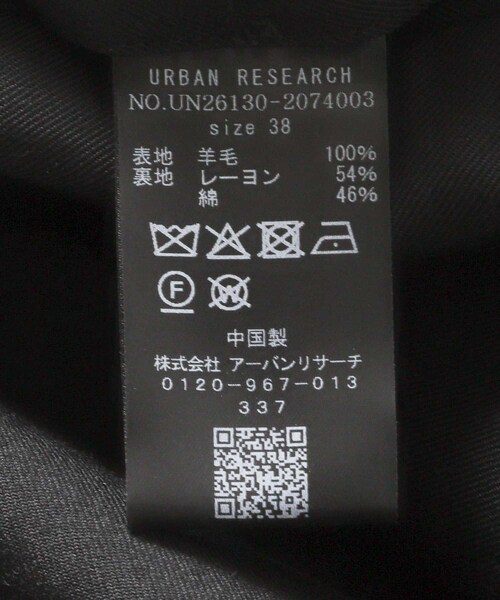 URBAN RESEARCH
NO.UN26130-2074003
size 38
表地 羊毛 100%
裏地 レーヨン 54%
綿 46%
F
W
中国製
株式会社 アーバンリサーチ
0120-967-013
337